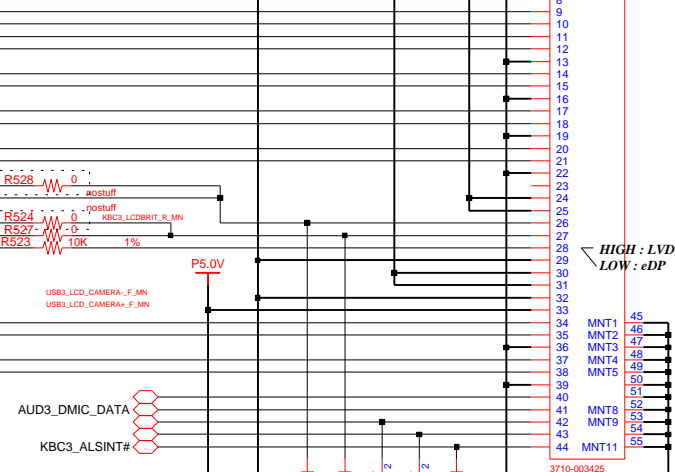 8
9
10
11
12
13
14
15
16
17
18
19
20
21
22
23
24
25
26
27
28
29
30
31
32
33
34
35
36
37
38
39
40
41
42
43
44
R528 0
nostuff
nostuff
R524 0 KBC3_LCDBRIT_R_MN
R527 0
R523 10K 1%
P5.0V
USB3_LCD_CAMERA-_F_MN
USB3_LCD_CAMERA+_F_MN
HIGH : LVD
LOW : eDP
MNT1 45
MNT2 46
MNT3 47
MNT4 48
MNT5 49
50
51
MNT8 52
MNT9 53
54
MNT11 55
AUD3_DMIC_DATA
KBC3_ALSINT#
2
2
3710-003425